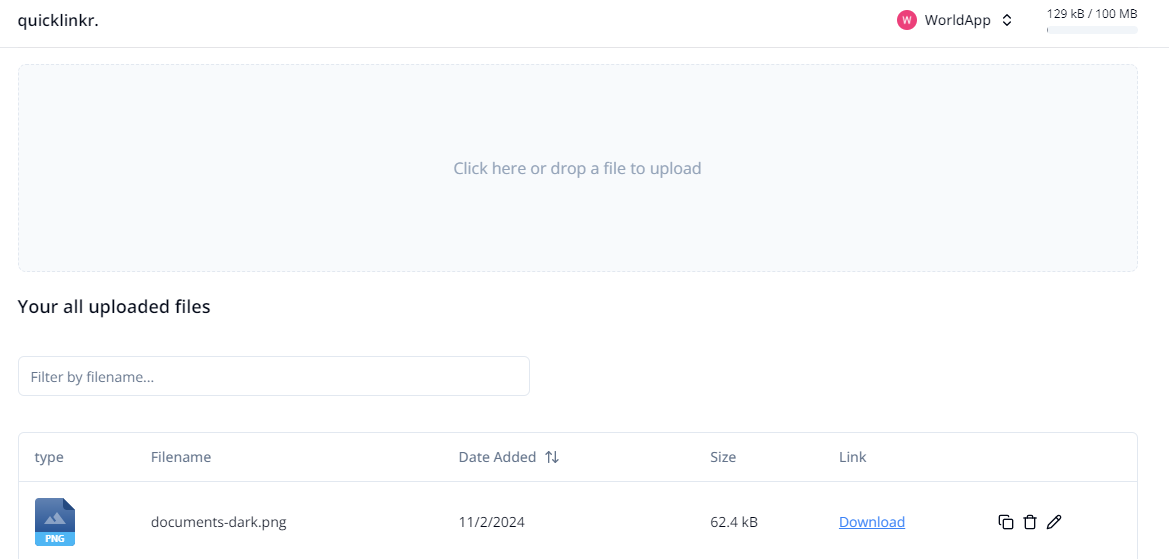 quicklinkr.
W WorldApp
129 kB / 100 MB
Click here or drop a file to upload
Your all uploaded files
Filter by filename...
type Filename Date Added Size Link
PNG documents-dark.png 11/2/2024 62.4 kB Download